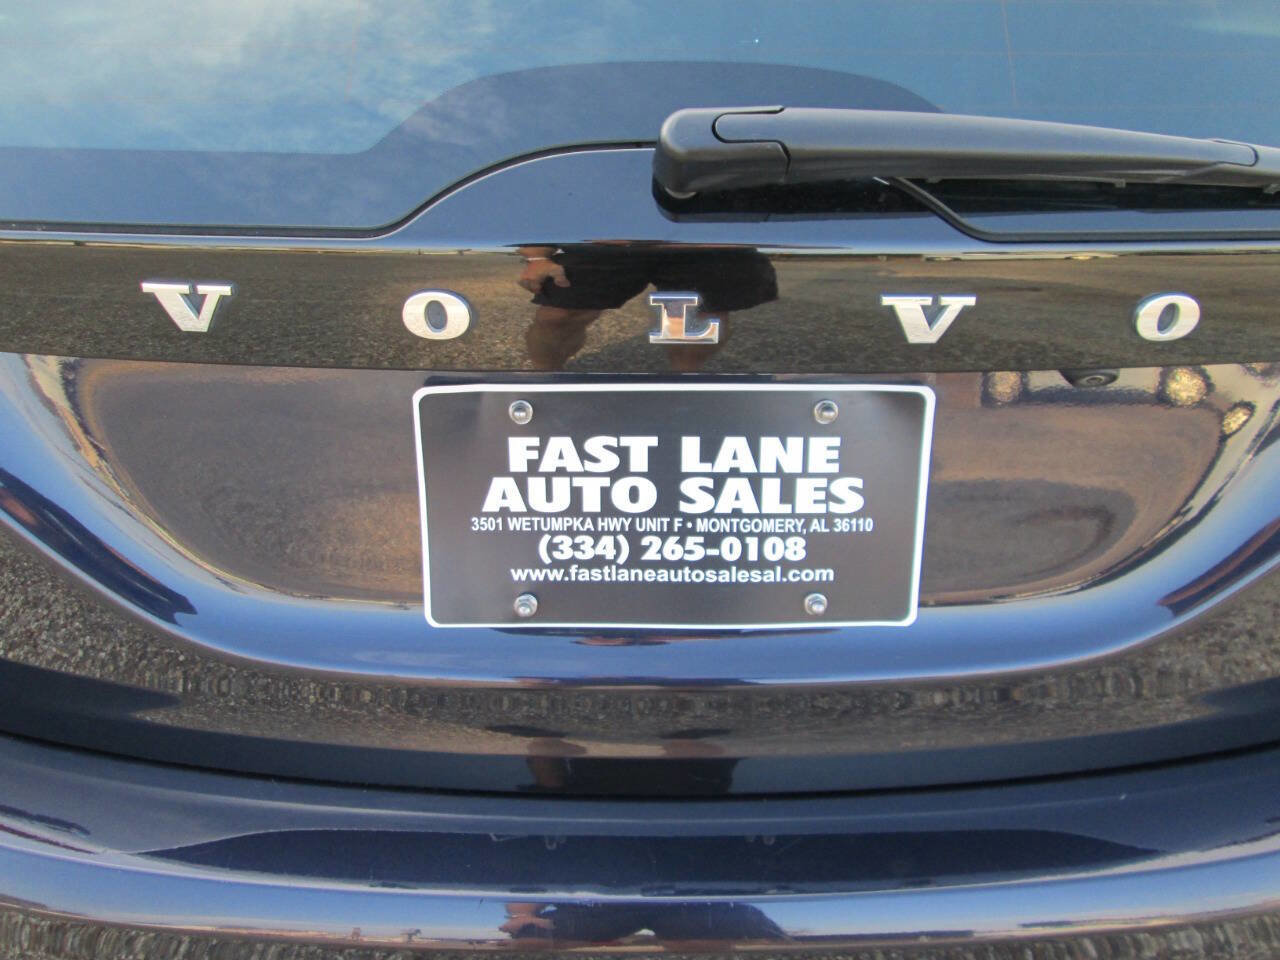 VOLVO
FAST LANE
AUTO SALES
3501 WETUMPKA HWY UNIT F • MONTGOMERY, AL 36110
(334) 265-0108
www.fastlaneautosalesal.com